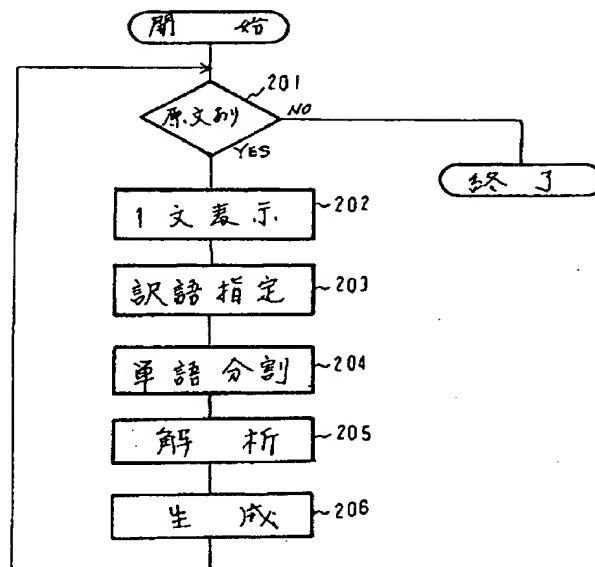 開始
201
原文あり
NO
YES
終了
1文表示
202
訳語指定
203
単語分割
204
解析
205
生成
206